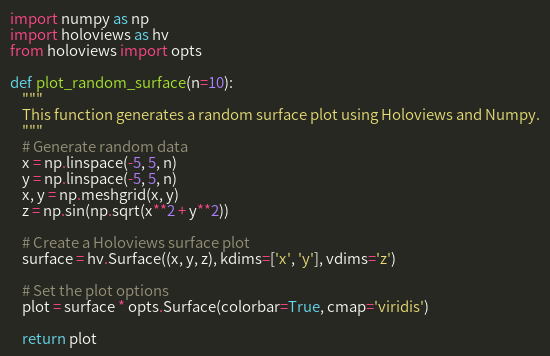 import numpy as np
import holoviews as hv
from holoviews import opts

def plot_random_surface(n=10):
    """
    This function generates a random surface plot using Holoviews and Numpy.
    """
    # Generate random data
    x = np.linspace(-5, 5, n)
    y = np.linspace(-5, 5, n)
    x, y = np.meshgrid(x, y)
    z = np.sin(np.sqrt(x**2 + y**2))

    # Create a Holoviews surface plot
    surface = hv.Surface((x, y, z), kdims=['x', 'y'], vdims='z')

    # Set the plot options
    plot = surface * opts.Surface(colorbar=True, cmap='viridis')

    return plot